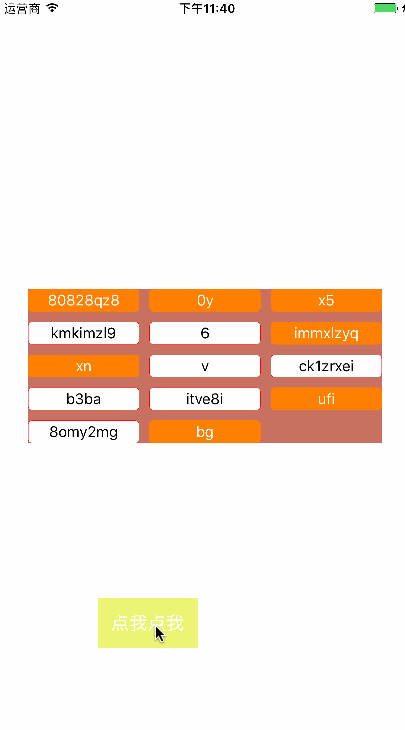 运营商 下午11:40
80828qz8 0y x5
kmkimzl9 6 immxlzyq
xn v ck1zrxei
b3ba itve8i ufi
8omy2mg bg
点我点我